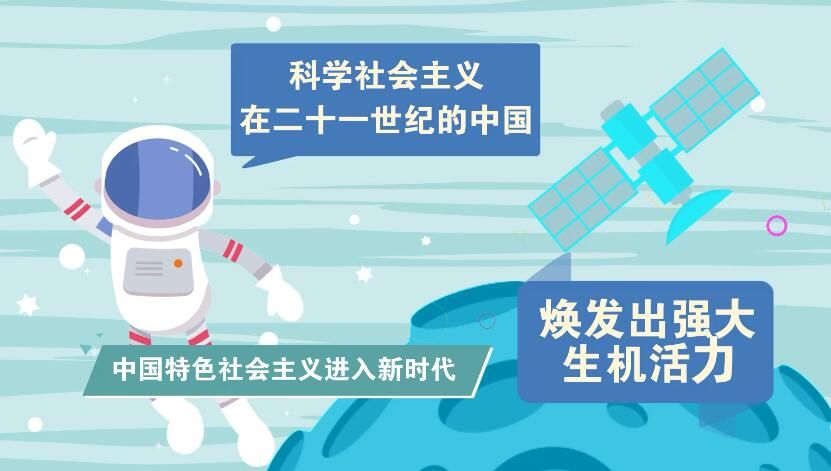 科学社会主义
在二十一世纪的中国
焕发出强大
生机活力
中国特色社会主义进入新时代